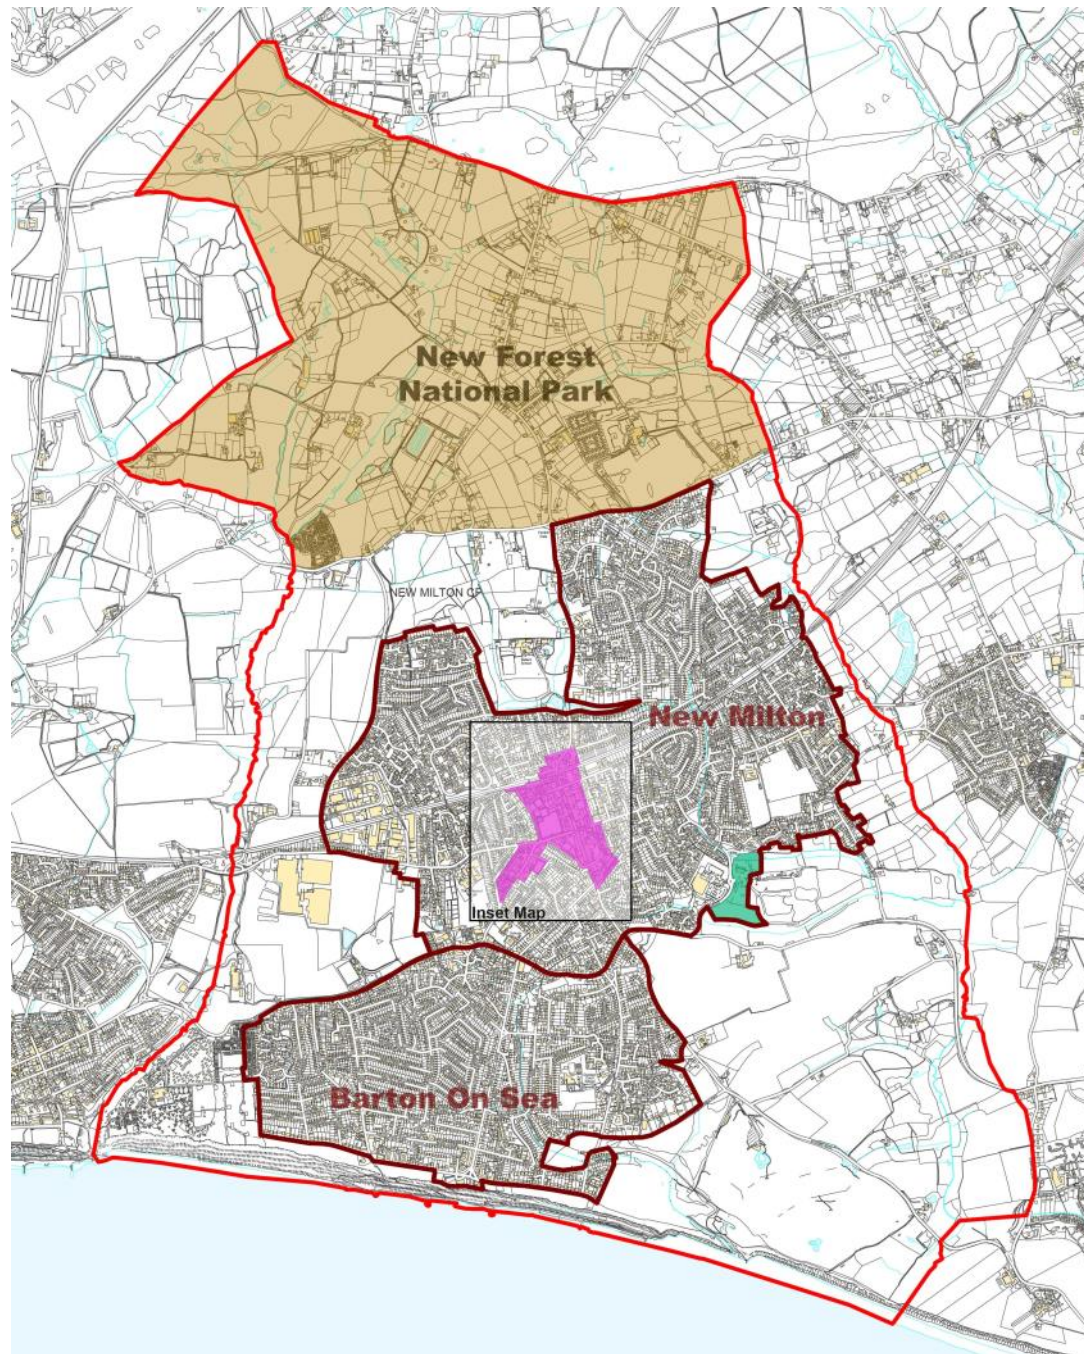 New Forest
National Park
NEW MILTON CP
New Milton
Inset Map
Barton On Sea